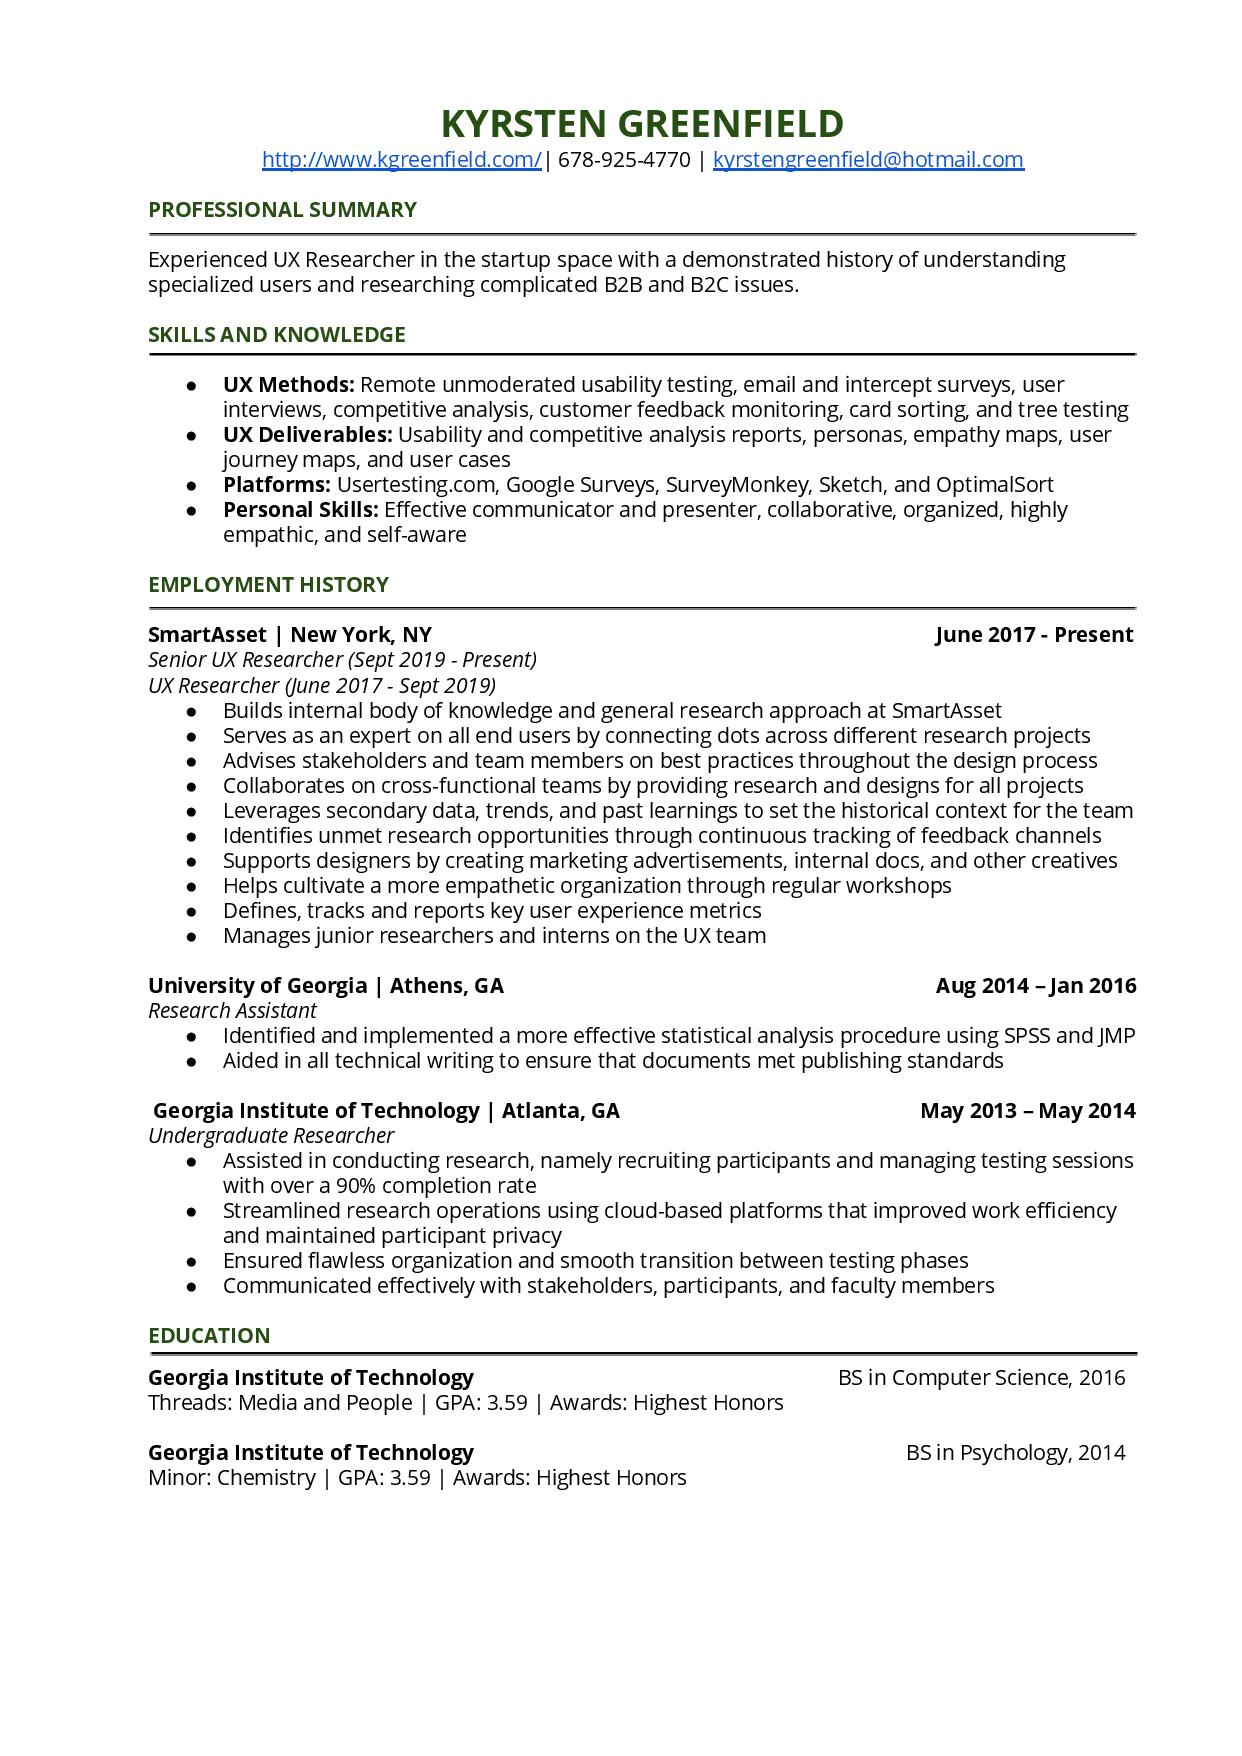 KYRSTEN GREENFIELD
http://www.kgreenfield.com/| 678-925-4770 | kyrstengreenfield@hotmail.com
PROFESSIONAL SUMMARY
Experienced UX Researcher in the startup space with a demonstrated history of understanding
specialized users and researching complicated B2B and B2C issues.
SKILLS AND KNOWLEDGE
● UX Methods: Remote unmoderated usability testing, email and intercept surveys, user
interviews, competitive analysis, customer feedback monitoring, card sorting, and tree testing
● UX Deliverables: Usability and competitive analysis reports, personas, empathy maps, user
journey maps, and user cases
● Platforms: Usertesting.com, Google Surveys, SurveyMonkey, Sketch, and OptimalSort
● Personal Skills: Effective communicator and presenter, collaborative, organized, highly
empathic, and self-aware
EMPLOYMENT HISTORY
SmartAsset | New York, NY June 2017 - Present
Senior UX Researcher (Sept 2019 - Present)
UX Researcher (June 2017 - Sept 2019)
● Builds internal body of knowledge and general research approach at SmartAsset
● Serves as an expert on all end users by connecting dots across different research projects
● Advises stakeholders and team members on best practices throughout the design process
● Collaborates on cross-functional teams by providing research and designs for all projects
● Leverages secondary data, trends, and past learnings to set the historical context for the team
● Identifies unmet research opportunities through continuous tracking of feedback channels
● Supports designers by creating marketing advertisements, internal docs, and other creatives
● Helps cultivate a more empathetic organization through regular workshops
● Defines, tracks and reports key user experience metrics
● Manages junior researchers and interns on the UX team
University of Georgia | Athens, GA Aug 2014 – Jan 2016
Research Assistant
● Identified and implemented a more effective statistical analysis procedure using SPSS and JMP
● Aided in all technical writing to ensure that documents met publishing standards
Georgia Institute of Technology | Atlanta, GA May 2013 – May 2014
Undergraduate Researcher
● Assisted in conducting research, namely recruiting participants and managing testing sessions
with over a 90% completion rate
● Streamlined research operations using cloud-based platforms that improved work efficiency
and maintained participant privacy
● Ensured flawless organization and smooth transition between testing phases
● Communicated effectively with stakeholders, participants, and faculty members
EDUCATION
Georgia Institute of Technology BS in Computer Science, 2016
Threads: Media and People | GPA: 3.59 | Awards: Highest Honors
Georgia Institute of Technology BS in Psychology, 2014
Minor: Chemistry | GPA: 3.59 | Awards: Highest Honors